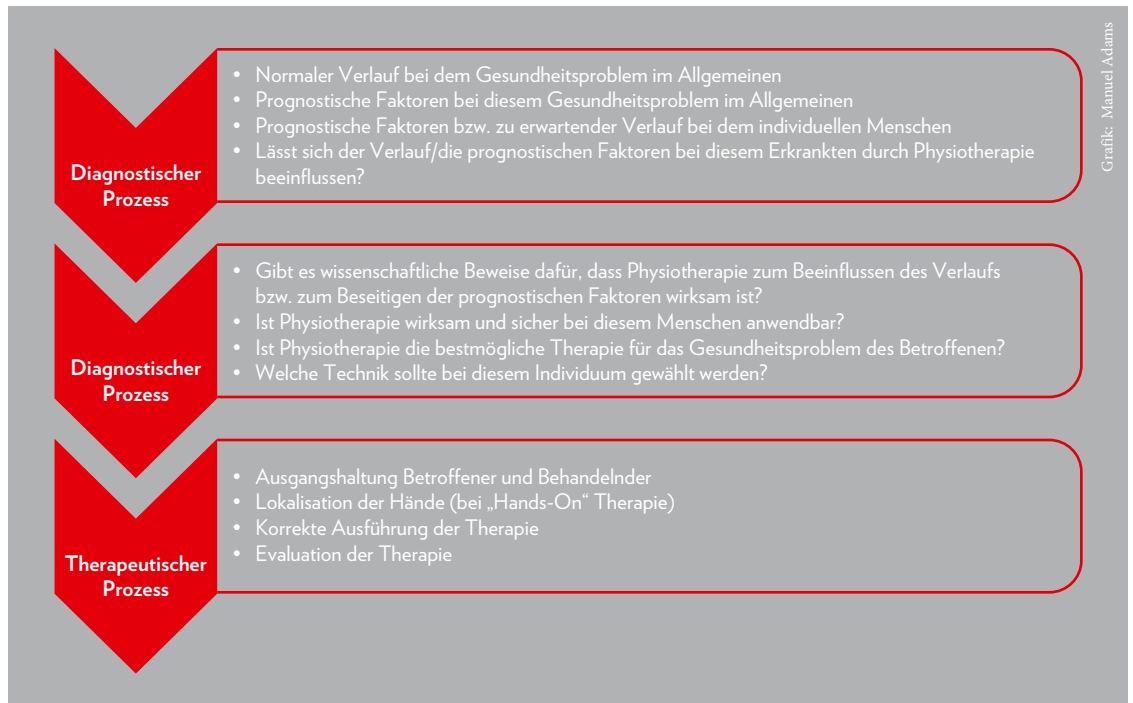 Diagnostischer
Prozess
• Normaler Verlauf bei dem Gesundheitsproblem im Allgemeinen
• Prognostische Faktoren bei diesem Gesundheitsproblem im Allgemeinen
• Prognostische Faktoren bzw. zu erwartender Verlauf bei dem individuellen Menschen
• Lässt sich der Verlauf/die prognostischen Faktoren bei diesem Erkrankten durch Physiotherapie
beeinflussen?
Diagnostischer
Prozess
• Gibt es wissenschaftliche Beweise dafür, dass Physiotherapie zum Beeinflussen des Verlaufs
bzw. zum Beseitigen der prognostischen Faktoren wirksam ist?
• Ist Physiotherapie wirksam und sicher bei diesem Menschen anwendbar?
• Ist Physiotherapie die bestmögliche Therapie für das Gesundheitsproblem des Betroffenen?
• Welche Technik sollte bei diesem Individuum gewählt werden?
Therapeutischer
Prozess
• Ausgangshaltung Betroffener und Behandelnder
• Lokalisation der Hände (bei „Hands-On“ Therapie)
• Korrekte Ausführung der Therapie
• Evaluation der Therapie
Grafik: Manuel Adams